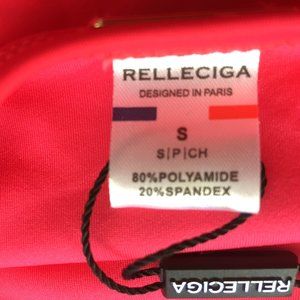 RELLECIGA
DESIGNED IN PARIS
S
S|P|CH
80%POLYAMIDE
20%SPANDEX
RELLECIGA